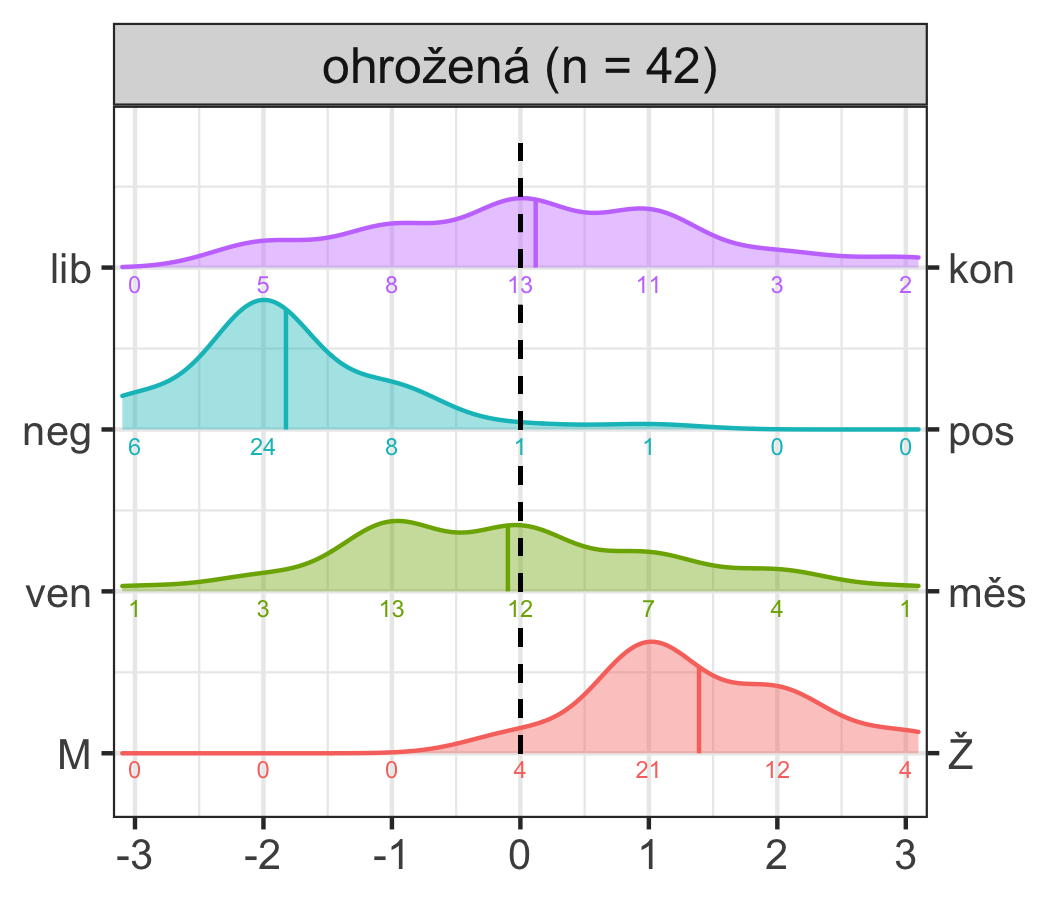 ohrožená (n = 42)
lib kon
0 5 8 13 11 3 2
neg pos
6 24 8 1 1 0 0
ven měs
1 3 13 12 7 4 1
M Ž
0 0 0 4 21 12 4
-3 -2 -1 0 1 2 3